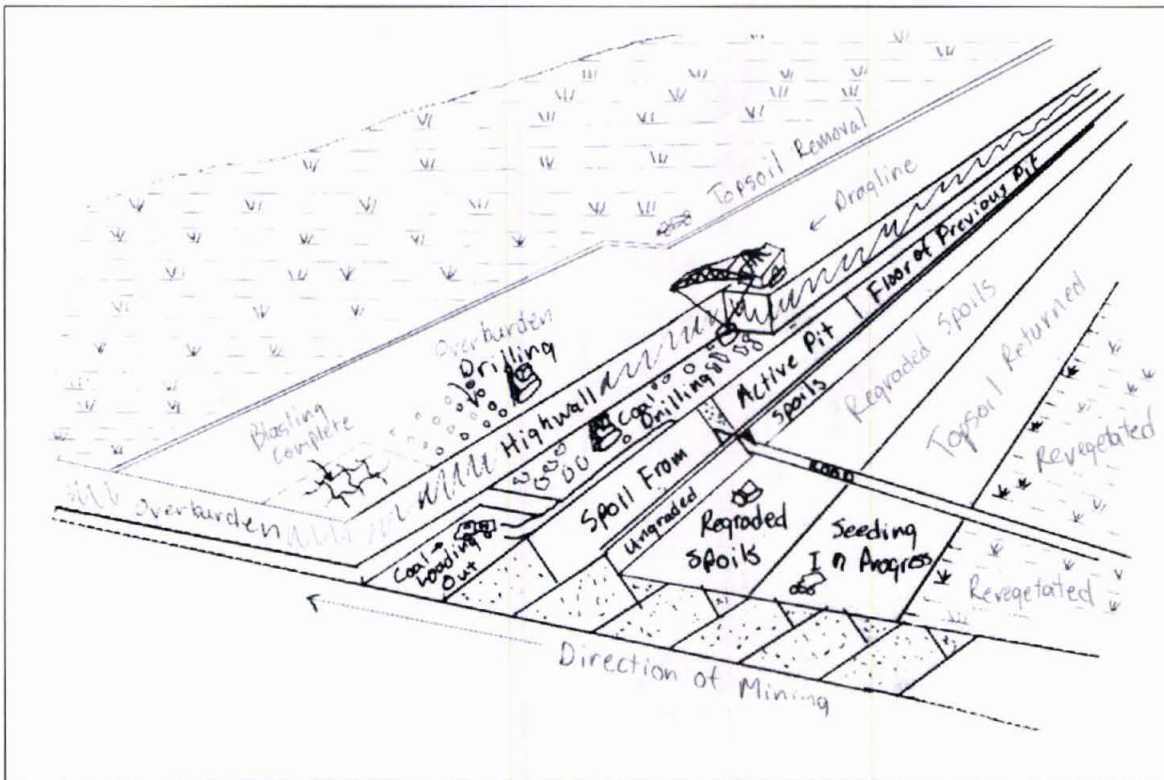 Topsoil Removal
← Dragline
Floor of Previous Pit
Overburden
Drilling
Blasting
Complete
Highwall
Coal
Drilling
Active Pit
Spoils
Regraded Spoils
Topsoil Returned
Revegetated
Overburden
Coal →
Loading
Out
Spoil From
Ungraded
Regraded
Spoils
Seeding
In Progress
Revegetated
Direction of Mining